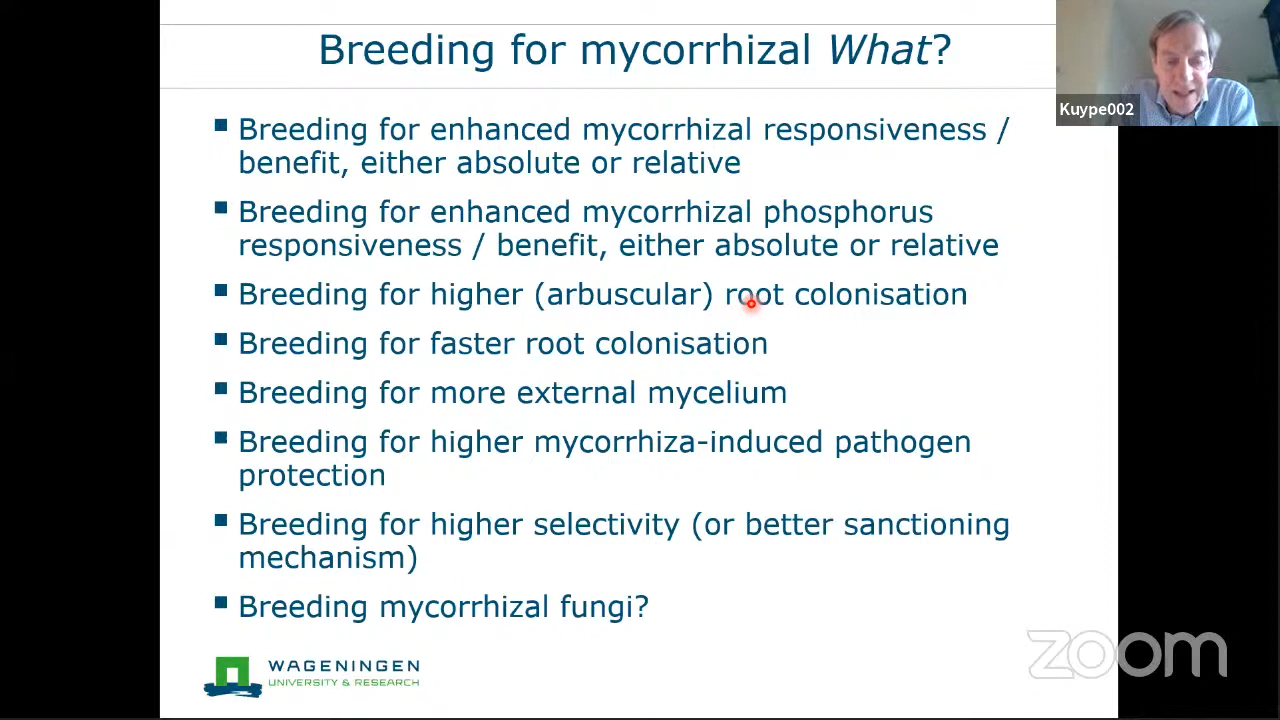 Breeding for mycorrhizal What?
Kuype002
▪ Breeding for enhanced mycorrhizal responsiveness /
benefit, either absolute or relative
▪ Breeding for enhanced mycorrhizal phosphorus
responsiveness / benefit, either absolute or relative
▪ Breeding for higher (arbuscular) root colonisation
▪ Breeding for faster root colonisation
▪ Breeding for more external mycelium
▪ Breeding for higher mycorrhiza-induced pathogen
protection
▪ Breeding for higher selectivity (or better sanctioning
mechanism)
▪ Breeding mycorrhizal fungi?
WAGENINGEN
UNIVERSITY & RESEARCH
zoom